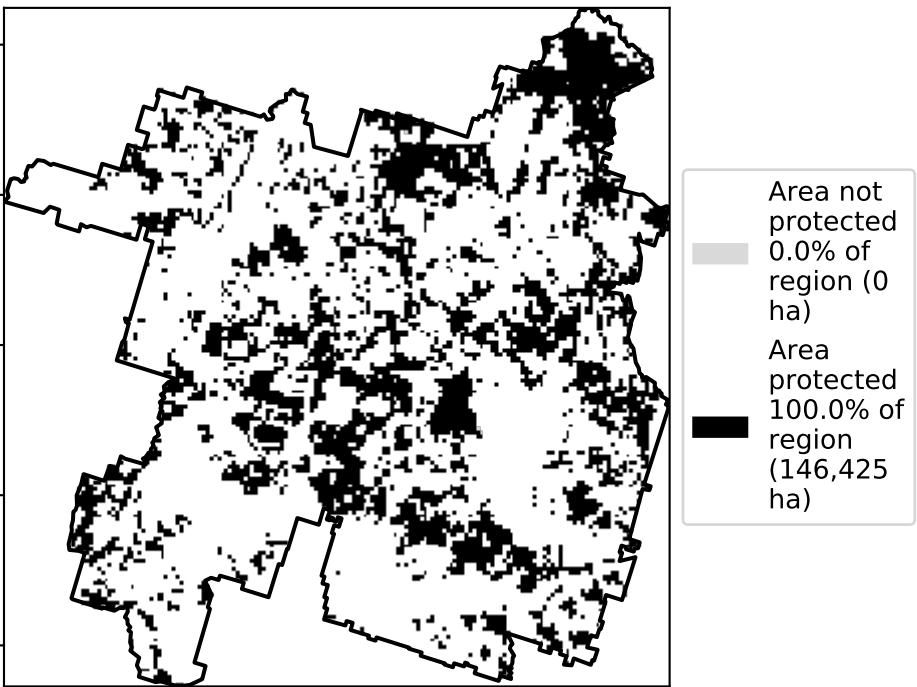 Area not
protected
0.0% of
region (0
ha)
Area
protected
100.0% of
region
(146,425
ha)